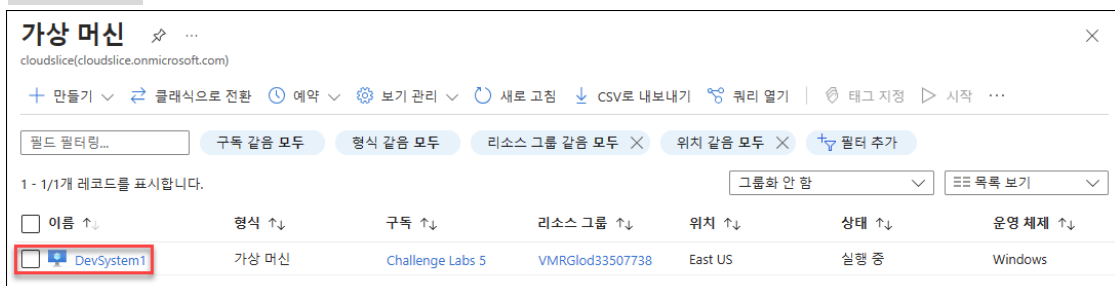 가상 머신 ...
cloudslice(cloudslice.onmicrosoft.com)
만들기 클래식으로 전환 예약 보기 관리 새로 고침 CSV로 내보내기 쿼리 열기 태그 지정 시작 ...
필드 필터링... 구독 같음 모두 형식 같음 모두 리소스 그룹 같음 모두 위치 같음 모두 필터 추가
1 - 1/1개 레코드를 표시합니다. 그룹화 안 함 목록 보기
이름 형식 구독 리소스 그룹 위치 상태 운영 체제
DevSystem1 가상 머신 Challenge Labs 5 VMRGlod33507738 East US 실행 중 Windows